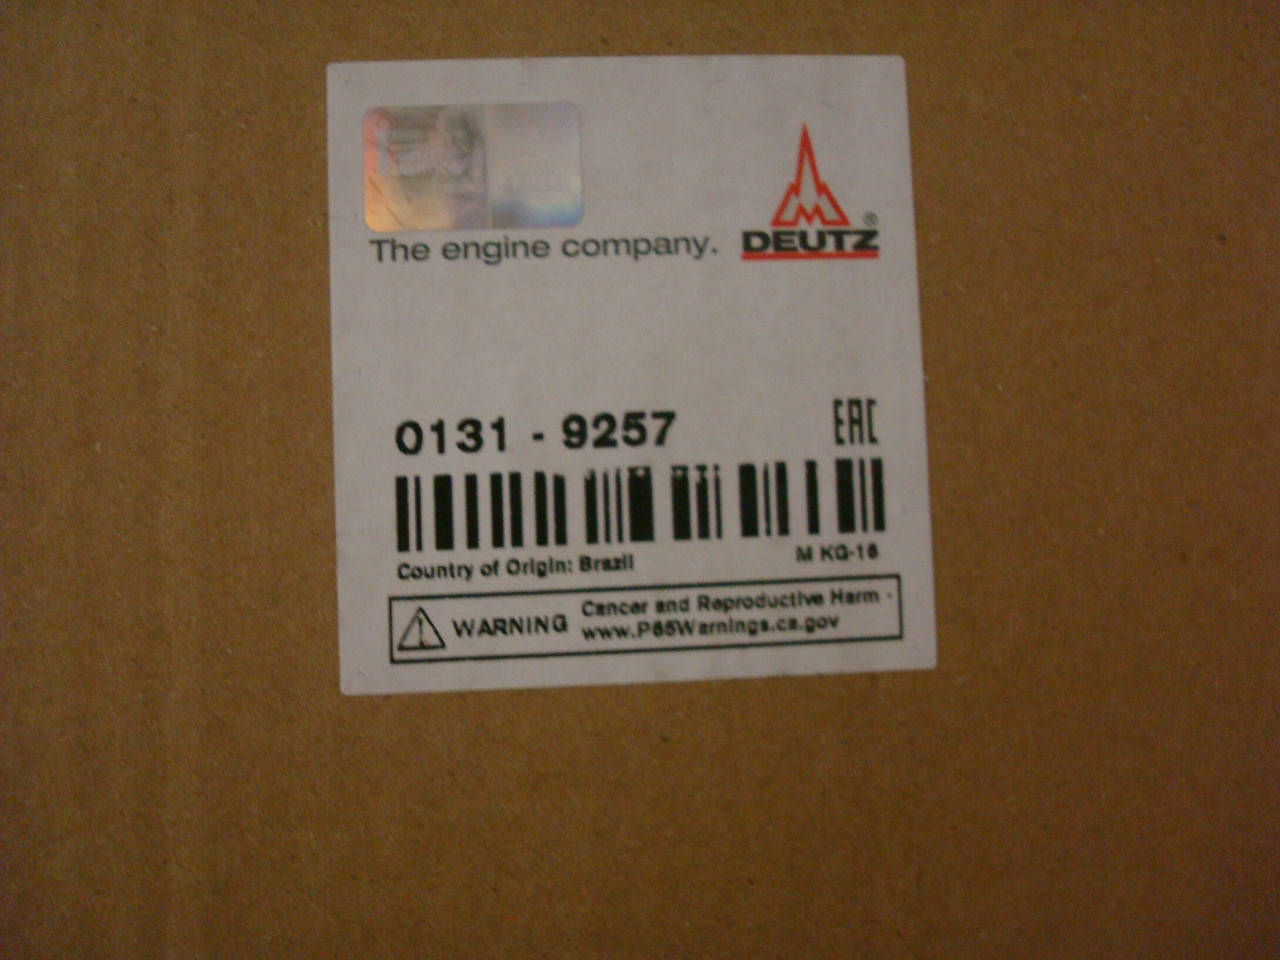 The engine company.
DEUTZ®
0131 - 9257
EAC
Country of Origin: Brazil
M KG-16
WARNING
Cancer and Reproductive Harm -
www.P65Warnings.ca.gov